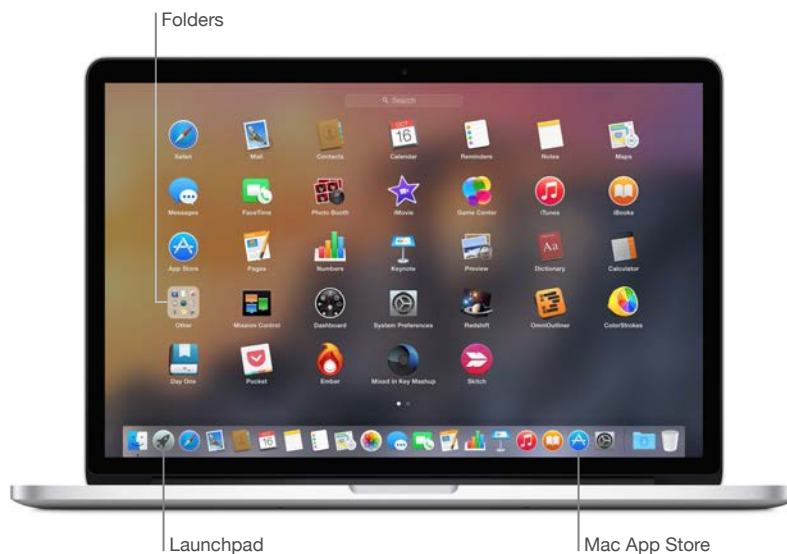 Folders
Search
OCT
16
Safari Mail Contacts Calendar Reminders Notes Maps
Messages FaceTime Photo Booth iMovie Game Center iTunes iBooks
Aa
App Store Pages Numbers Keynote Preview Dictionary Calculator
Other Mission Control Dashboard System Preferences Redshift OmniOutliner ColorStrokes
Day One Pocket Ember Mixed In Key Mashup Skitch
16
Launchpad Mac App Store